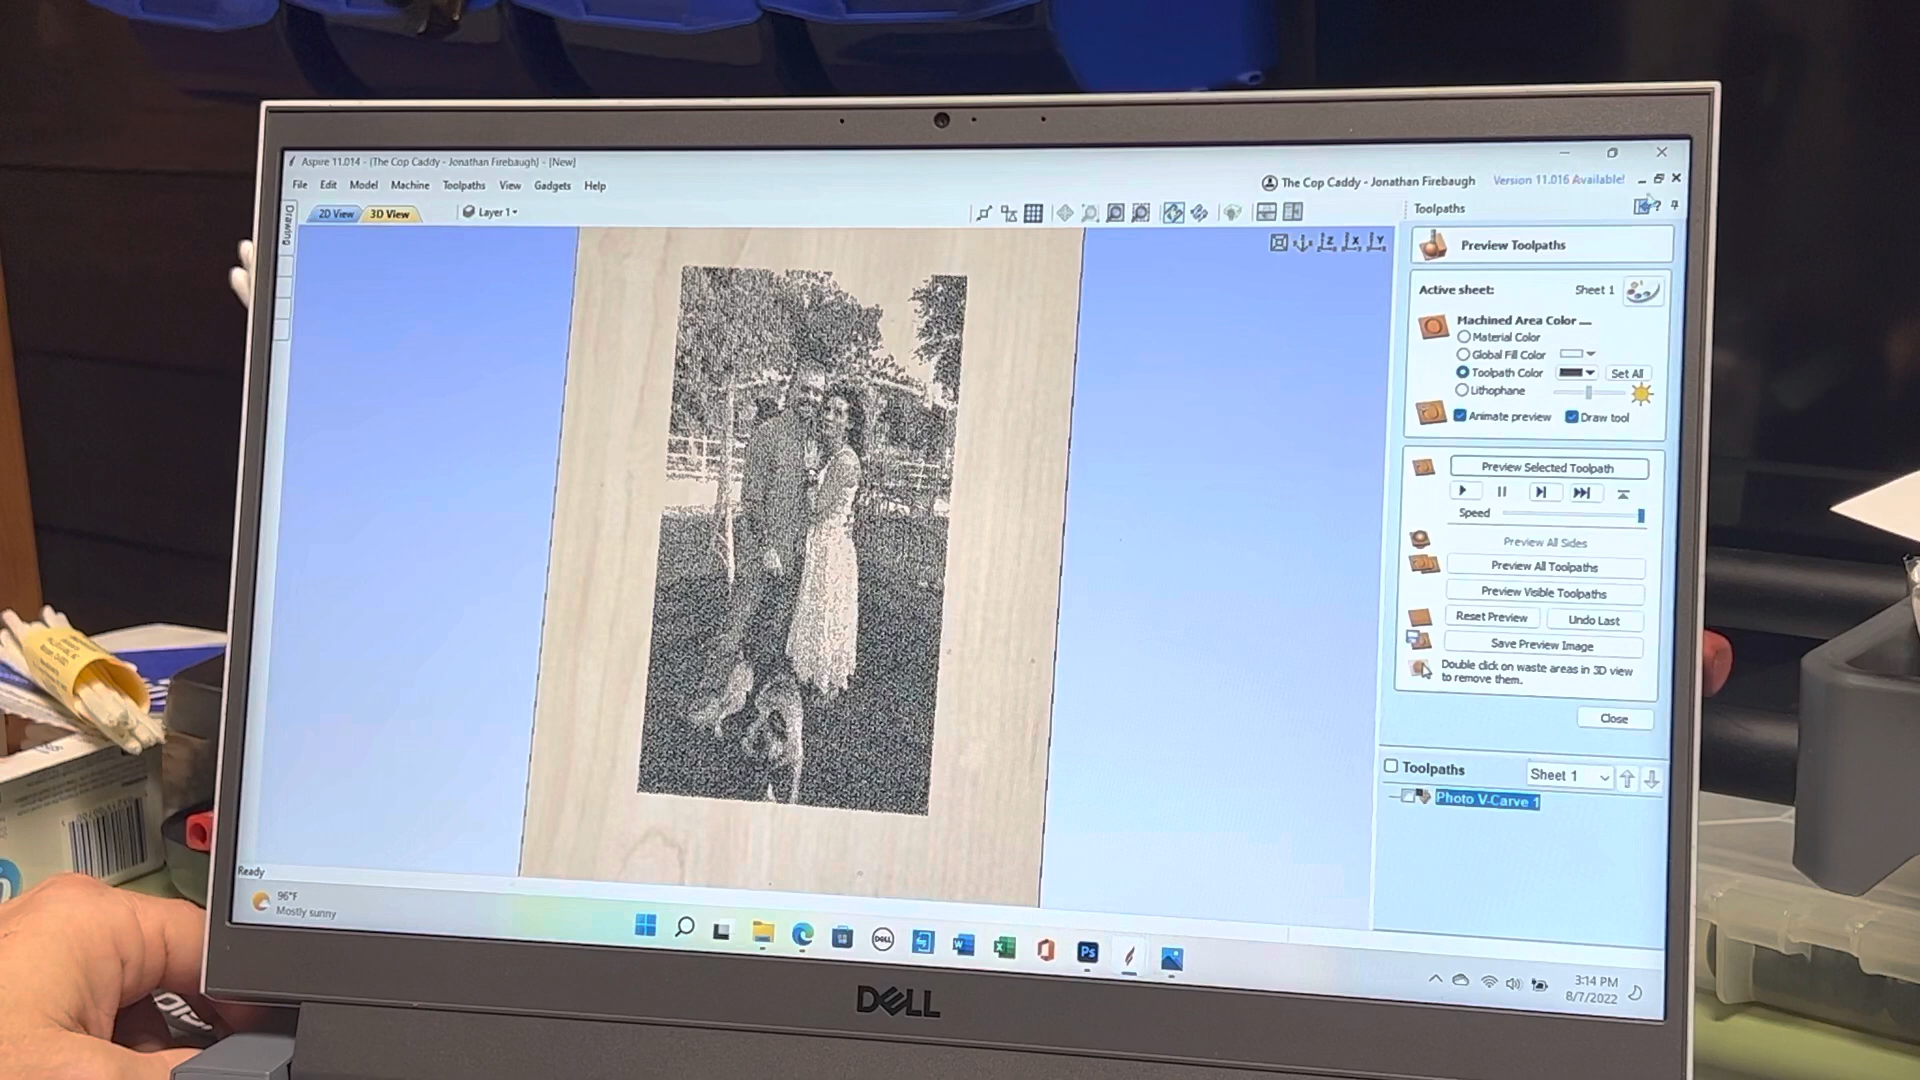 Aspire 11.014 - {The Cop Caddy - Jonathan Firebaugh} - [New]
File Edit Model Machine Toolpaths View Gadgets Help
The Cop Caddy - Jonathan Firebaugh Version 11.016 Available!
Drawing
2D View 3D View Layer 1
Toolpaths
Z X Y
Preview Toolpaths
Active sheet: Sheet 1
Machined Area Color
Material Color
Global Fill Color
Toolpath Color Set All
Lithophane
Animate preview Draw tool
Preview Selected Toolpath
Speed
Preview All Sides
Preview All Toolpaths
Preview Visible Toolpaths
Reset Preview Undo Last
Save Preview Image
Double click on waste areas in 3D view
to remove them.
Close
Toolpaths Sheet 1
Photo V-Carve 1
Ready
96°F
Mostly sunny
DELL
W
X
Ps
3:14 PM
8/7/2022
DELL